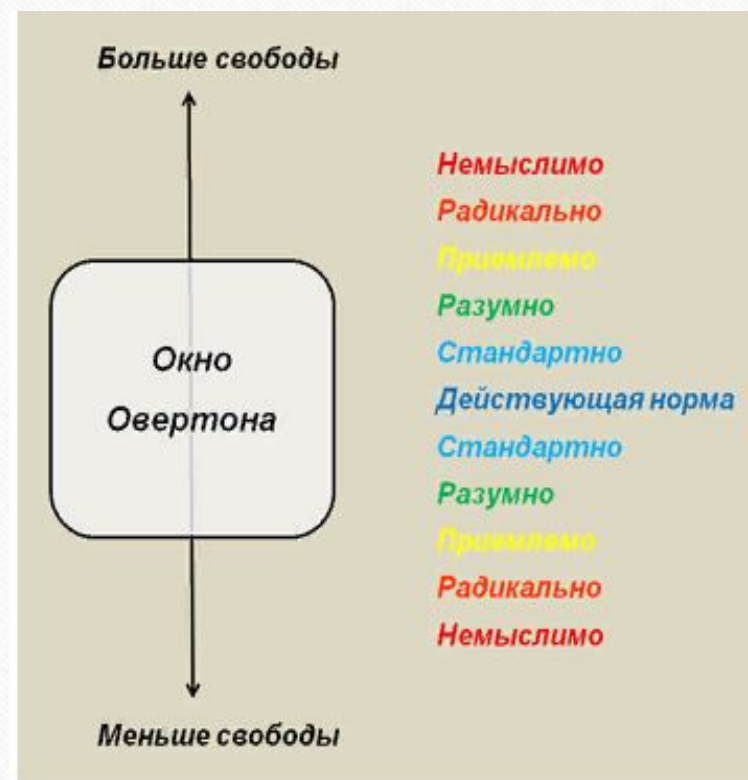 Больше свободы
Окно
Овертона
Меньше свободы
Немыслимо
Радикально
Приемлемо
Разумно
Стандартно
Действующая норма
Стандартно
Разумно
Приемлемо
Радикально
Немыслимо